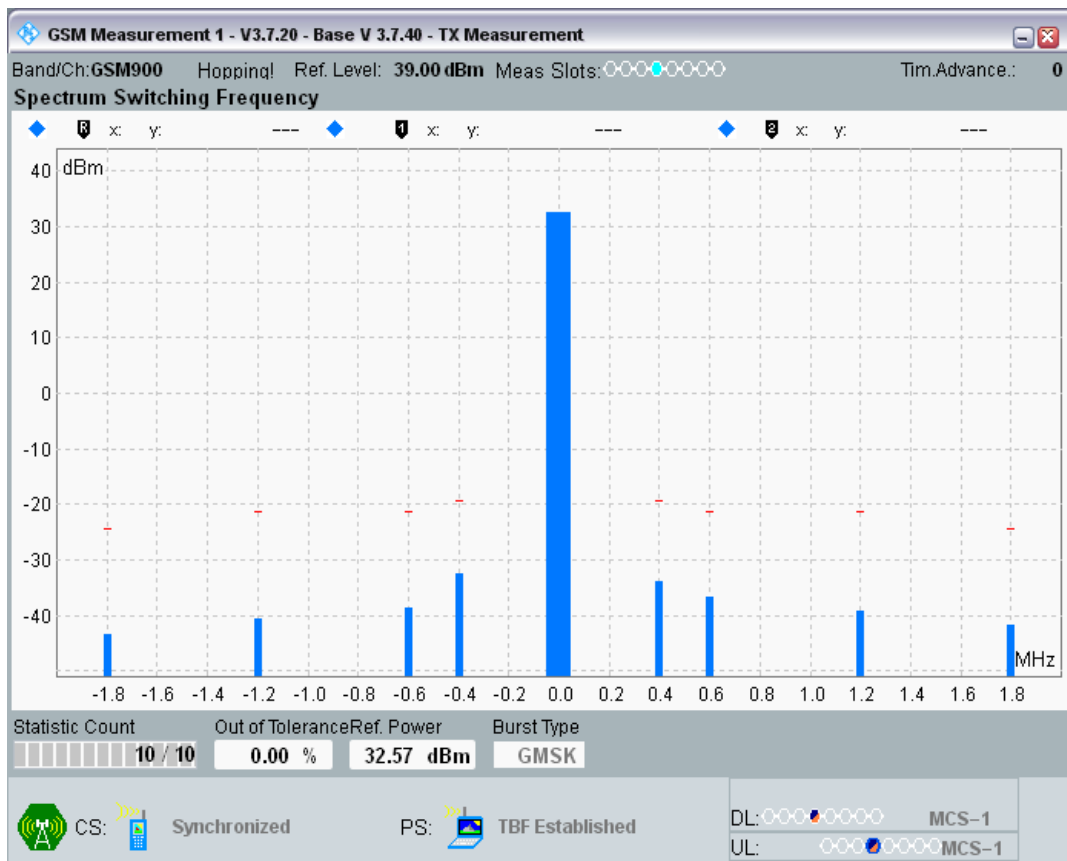 GSM Measurement 1 - V3.7.20 - Base V 3.7.40 - TX Measurement
Band/Ch:GSM900 Hopping! Ref. Level: 39.00 dBm Meas Slots: Tim.Advance.: 0
Spectrum Switching Frequency
R x: y: --- 1 x: y: --- 2 x: y: ---
40 dBm
30
20
10
0
-10
-20
-30
-40
MHz
-1.8 -1.6 -1.4 -1.2 -1.0 -0.8 -0.6 -0.4 -0.2 0.0 0.2 0.4 0.6 0.8 1.0 1.2 1.4 1.6 1.8
Statistic Count Out of Tolerance Ref. Power Burst Type
10 / 10 0.00 % 32.57 dBm GMSK
CS: Synchronized PS: TBF Established DL: MCS-1
UL: MCS-1